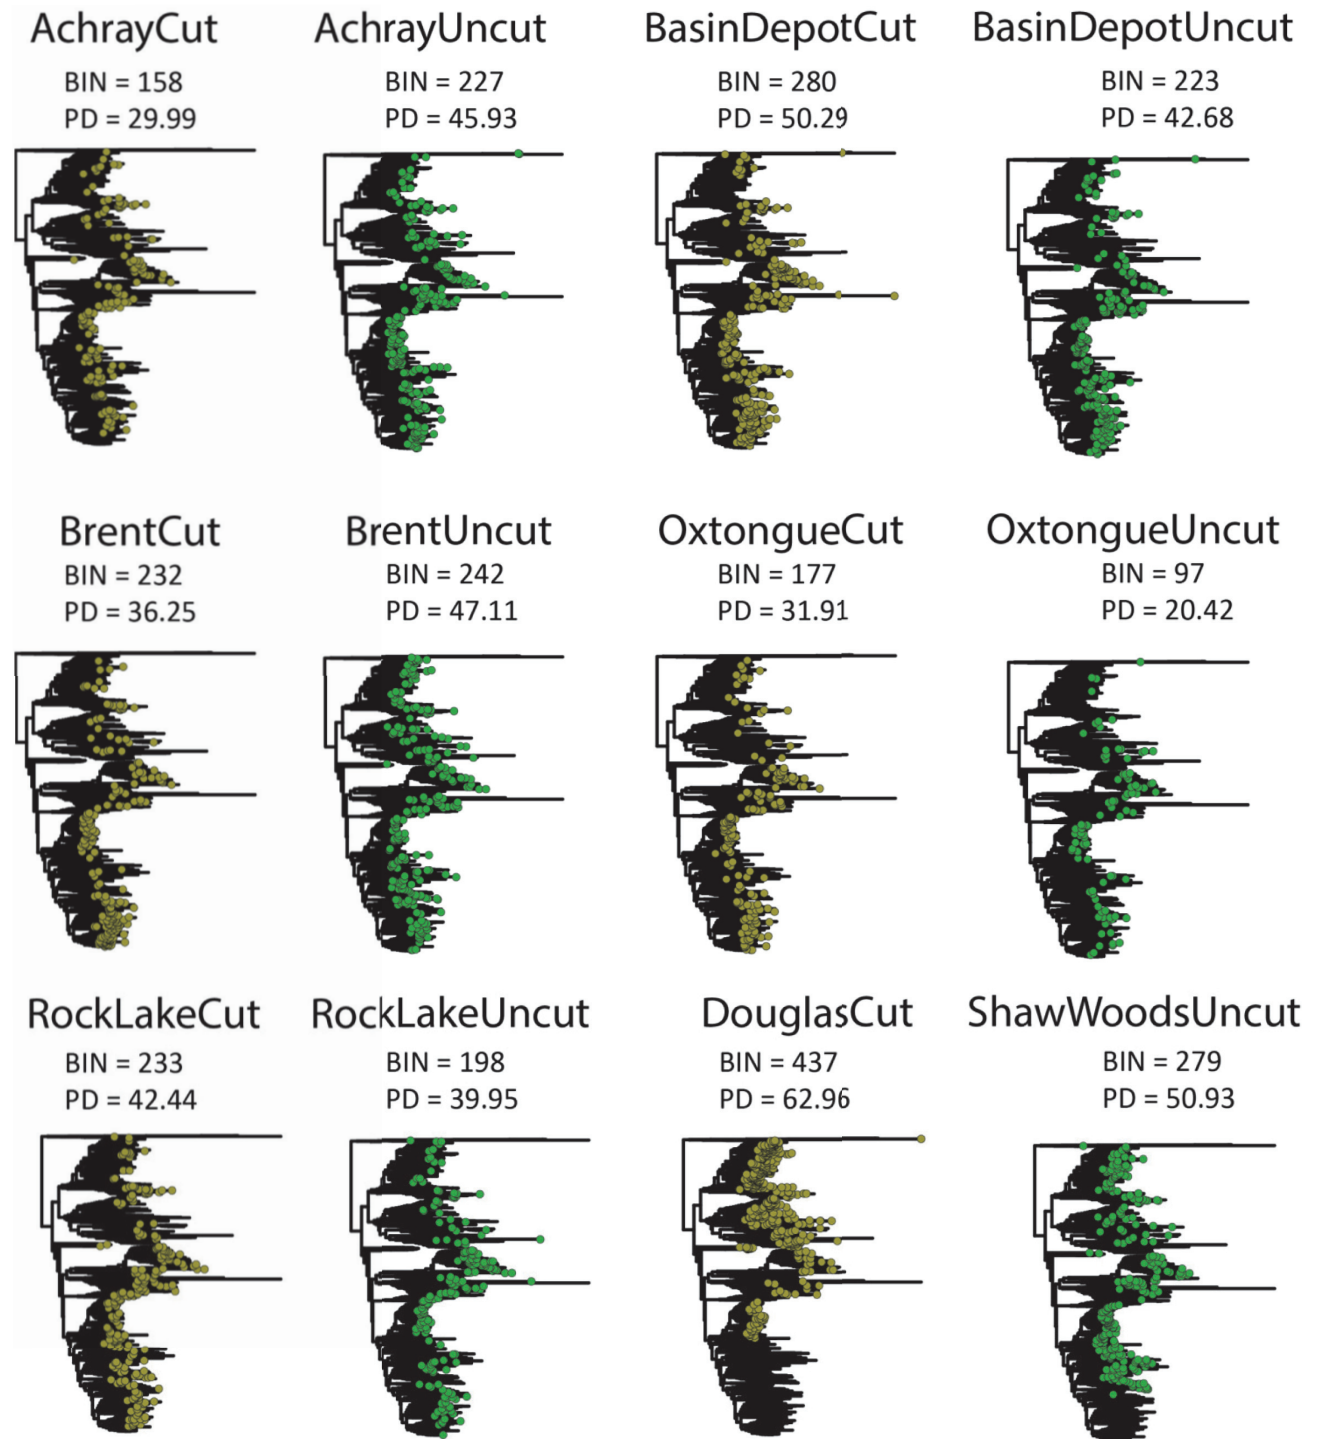 AchrayCut
BIN = 158
PD = 29.99
AchrayUncut
BIN = 227
PD = 45.93
BasinDepotCut
BIN = 280
PD = 50.29
BasinDepotUncut
BIN = 223
PD = 42.68
BrentCut
BIN = 232
PD = 36.25
BrentUncut
BIN = 242
PD = 47.11
OxtongueCut
BIN = 177
PD = 31.91
OxtongueUncut
BIN = 97
PD = 20.42
RockLakeCut
BIN = 233
PD = 42.44
RockLakeUncut
BIN = 198
PD = 39.95
DouglasCut
BIN = 437
PD = 62.96
ShawWoodsUncut
BIN = 279
PD = 50.93